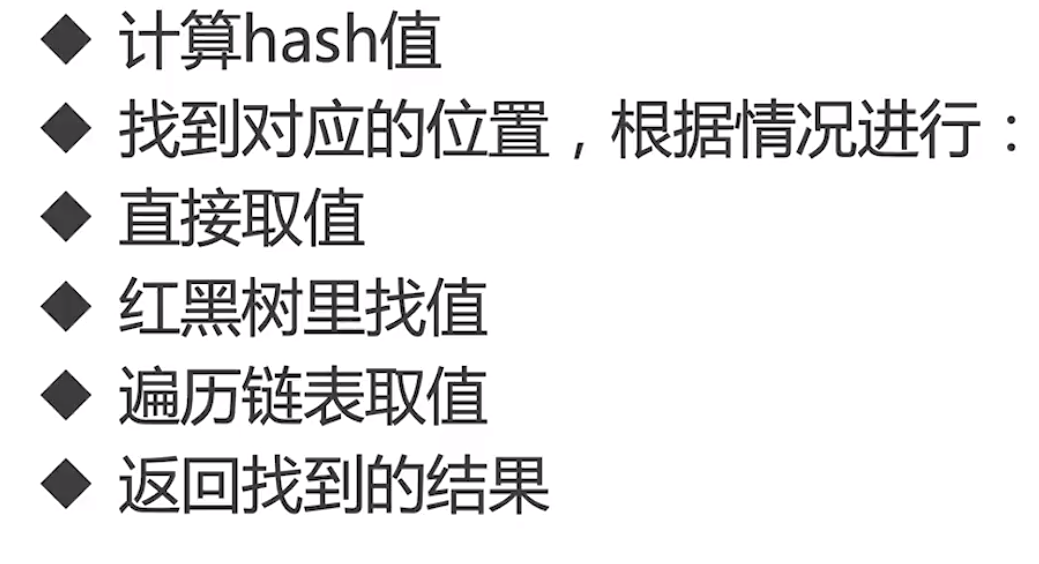 ◆ 计算hash值
◆ 找到对应的位置，根据情况进行：
◆ 直接取值
◆ 红黑树里找值
◆ 遍历链表取值
◆ 返回找到的结果